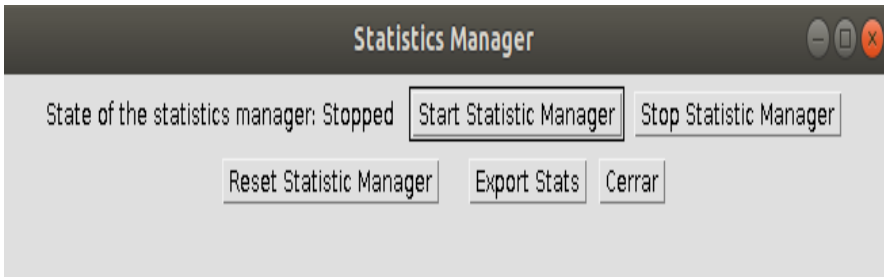 Statistics Manager
State of the statistics manager: Stopped Start Statistic Manager Stop Statistic Manager
Reset Statistic Manager Export Stats Cerrar